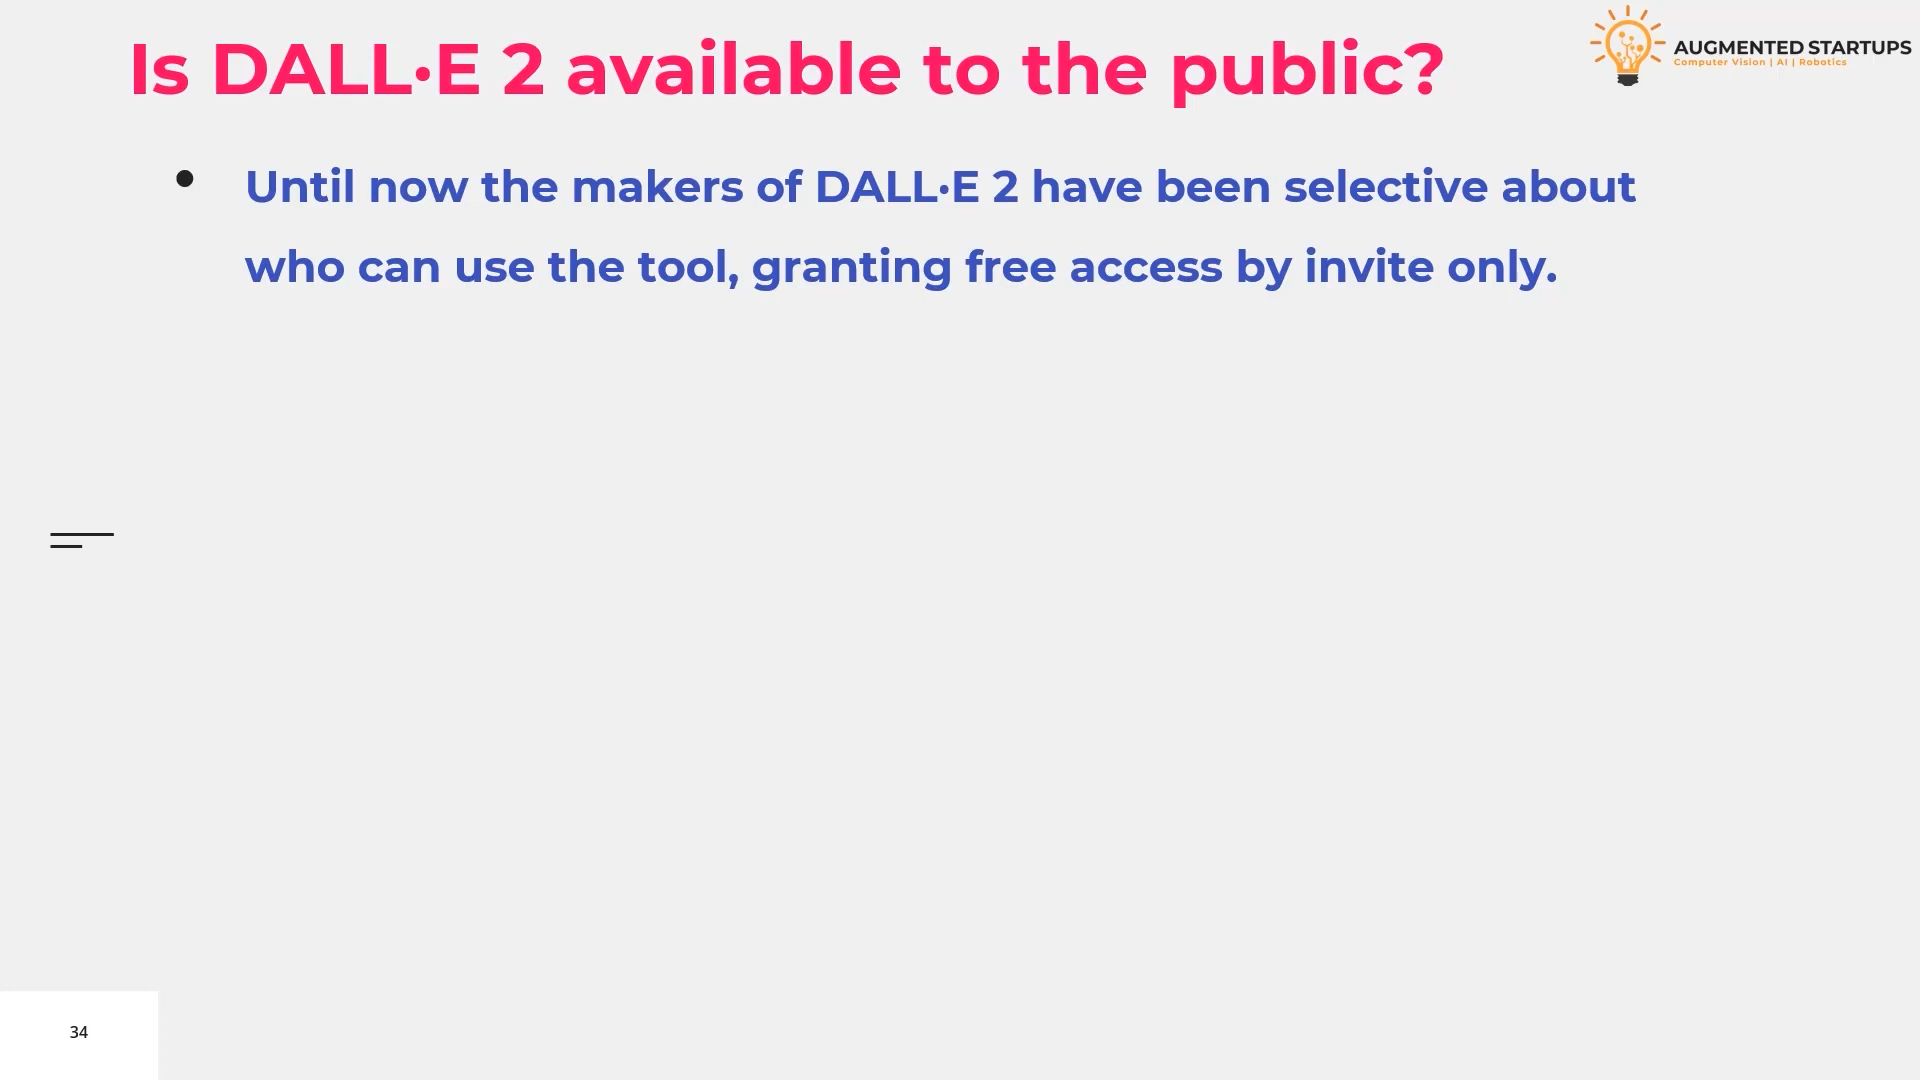 Is DALL·E 2 available to the public?
AUGMENTED STARTUPS
Computer Vision | AI | Robotics
• Until now the makers of DALL·E 2 have been selective about
who can use the tool, granting free access by invite only.
34